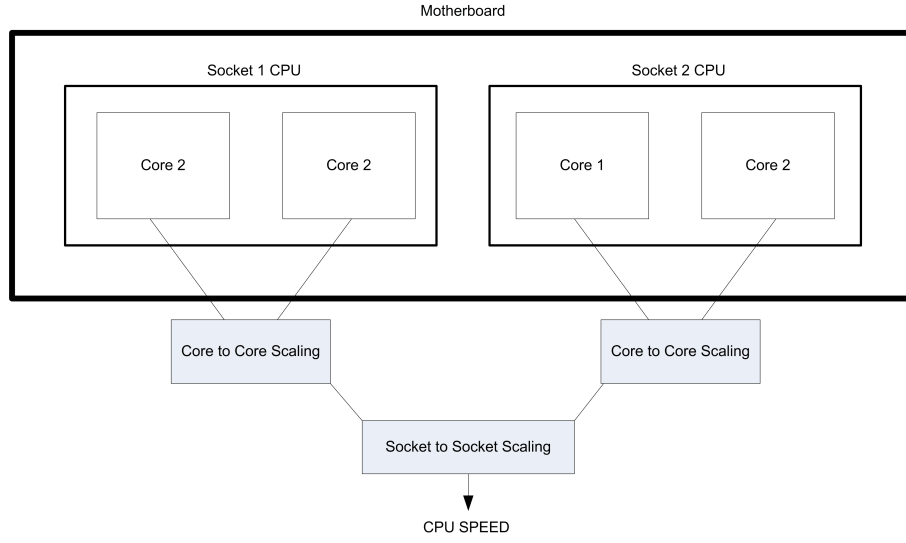 Motherboard
Socket 1 CPU
Socket 2 CPU
Core 2
Core 2
Core 1
Core 2
Core to Core Scaling
Core to Core Scaling
Socket to Socket Scaling
CPU SPEED